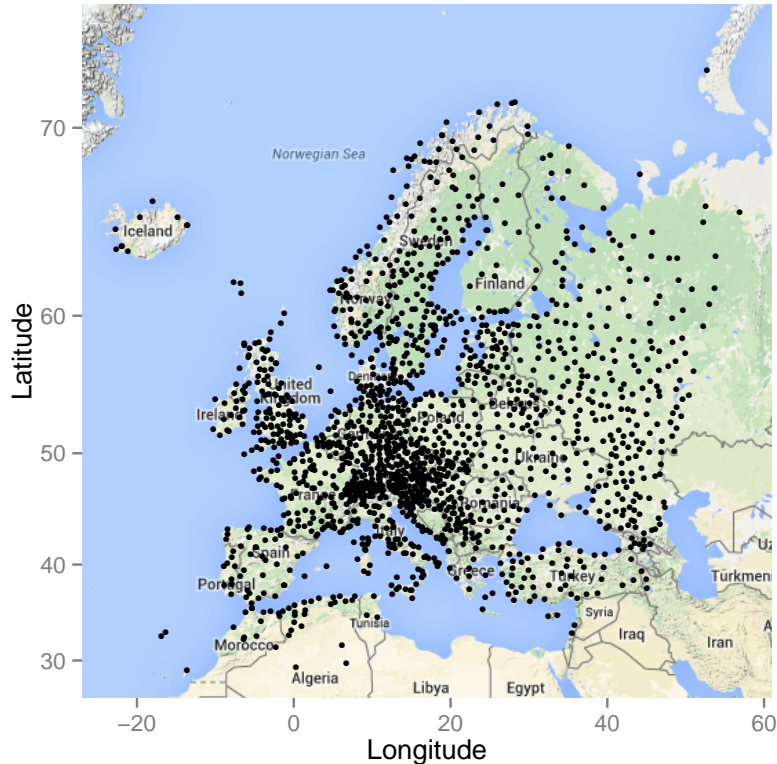 70
60
50
40
30
Latitude
−20
0
20
40
60
Longitude
Norwegian Sea
Iceland
Sweden
Finland
Norway
United
Kingdom
Ireland
Poland
Ukraine
France
Romania
Italy
Spain
Portugal
Greece
Turkey
Turkmeni
Uz
Syria
Iraq
Iran
A
Tunisia
Morocco
Algeria
Libya
Egypt